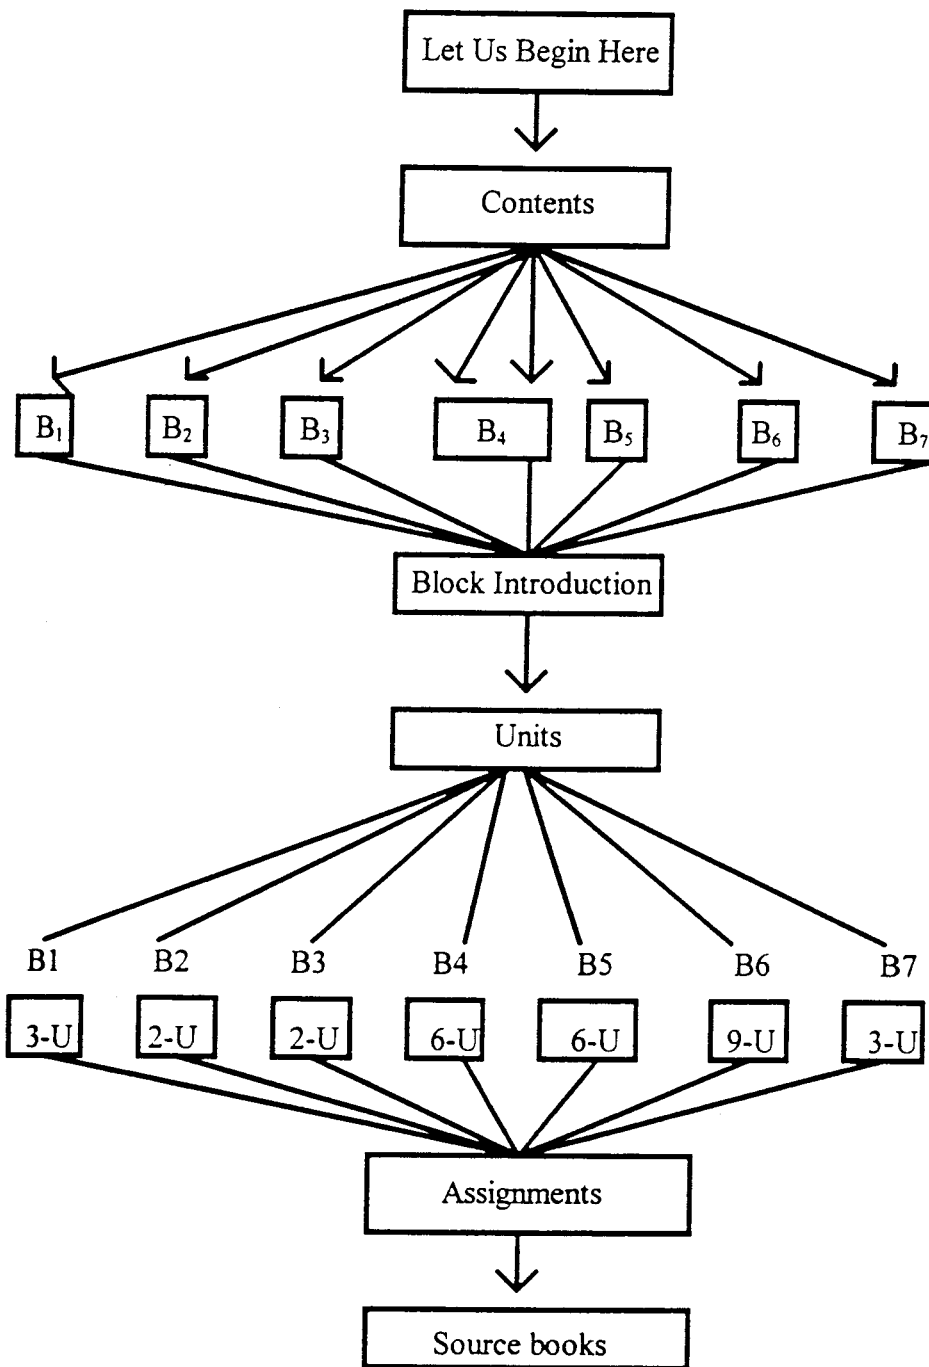 Let Us Begin Here
Contents
B₁ B₂ B₃ B₄ B₅ B₆ B₇
Block Introduction
Units
B1 B2 B3 B4 B5 B6 B7
3-U 2-U 2-U 6-U 6-U 9-U 3-U
Assignments
Source books